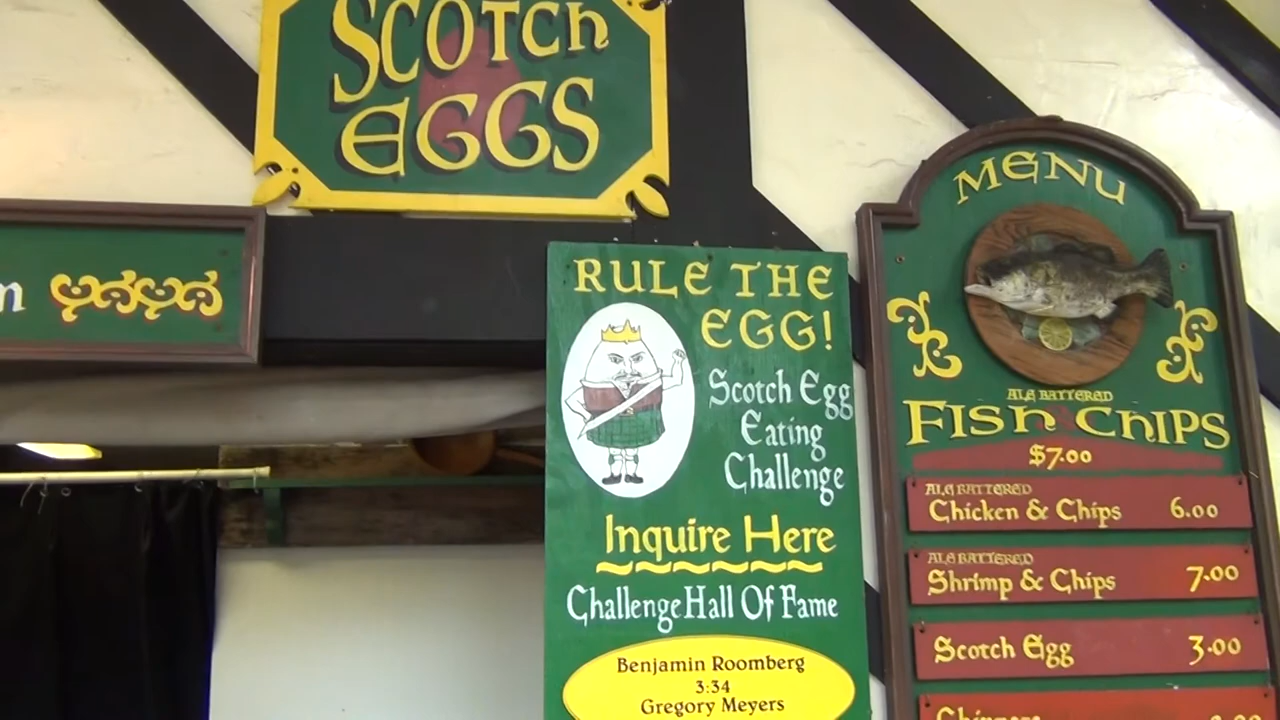 SCOTCH
EGGS
m
RULE THE
EGG!
Scotch Egg
Eating
Challenge
Inquire Here
Challenge Hall Of Fame
Benjamin Roomberg
3:34
Gregory Meyers
MENU
ALE BATTERED
FISH & CHIPS
$7.00
ALE BATTERED
Chicken & Chips 6.00
ALE BATTERED
Shrimp & Chips 7.00
Scotch Egg 3.00